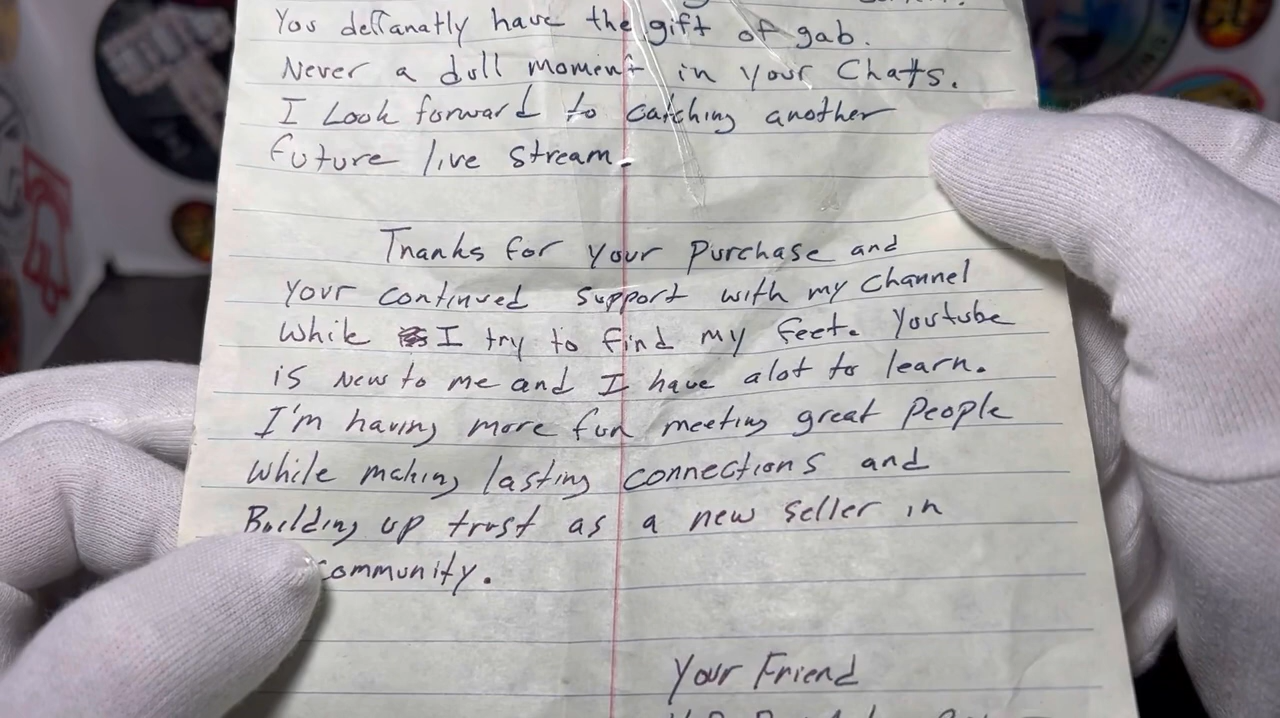 You deffanatly have the gift of gab.
Never a dull moment in your Chats.
I Look forward to catching another
future live stream.
Thanks for your Purchase and
your continued support with my Channel
While I try to find my feet. Youtube
is New to me and I have alot to learn.
I'm having more fun meeting great People
while making lasting connections and
Building up trust as a new seller in
community.
Your Friend